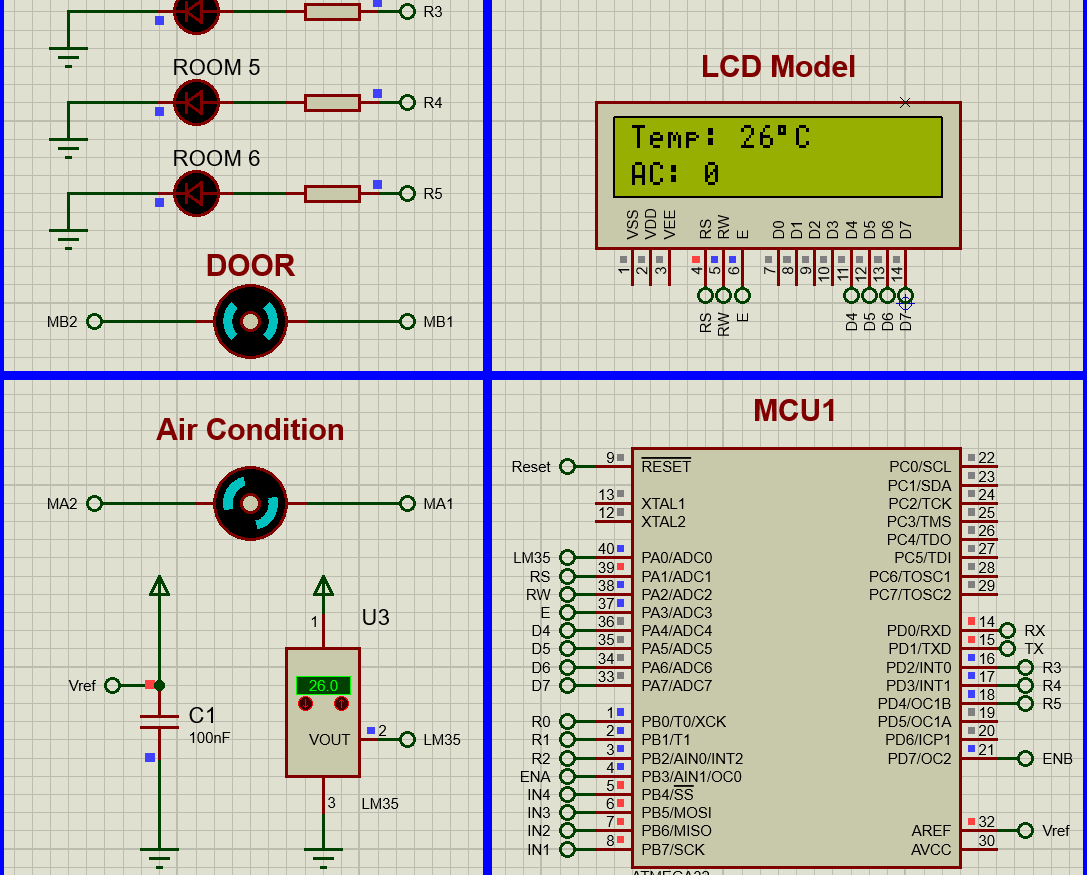 R3
ROOM 5
R4
ROOM 6
R5
DOOR
MB2
MB1
LCD Model
Temp: 26°C
AC: 0
VSS VDD VEE RS RW E D0 D1 D2 D3 D4 D5 D6 D7
1 2 3 4 5 6 7 8 9 10 11 12 13 14
RS RW E D4 D5 D6 D7
Air Condition
MA2
MA1
1
U3
26.0
Vref
C1
100nF
VOUT
2
LM35
3
LM35
MCU1
Reset 9 RESET PC0/SCL 22
PC1/SDA 23
13 XTAL1 PC2/TCK 24
12 XTAL2 PC3/TMS 25
PC4/TDO 26
LM35 40 PA0/ADC0 PC5/TDI 27
RS 39 PA1/ADC1 PC6/TOSC1 28
RW 38 PA2/ADC2 PC7/TOSC2 29
E 37 PA3/ADC3
D4 36 PA4/ADC4 PD0/RXD 14 RX
D5 35 PA5/ADC5 PD1/TXD 15 TX
D6 34 PA6/ADC6 PD2/INT0 16 R3
D7 33 PA7/ADC7 PD3/INT1 17 R4
PD4/OC1B 18 R5
R0 1 PB0/T0/XCK PD5/OC1A 19
R1 2 PB1/T1 PD6/ICP1 20
R2 3 PB2/AIN0/INT2 PD7/OC2 21 ENB
ENA 4 PB3/AIN1/OC0
IN4 5 PB4/SS
IN3 6 PB5/MOSI
IN2 7 PB6/MISO AREF 32 Vref
IN1 8 PB7/SCK AVCC 30